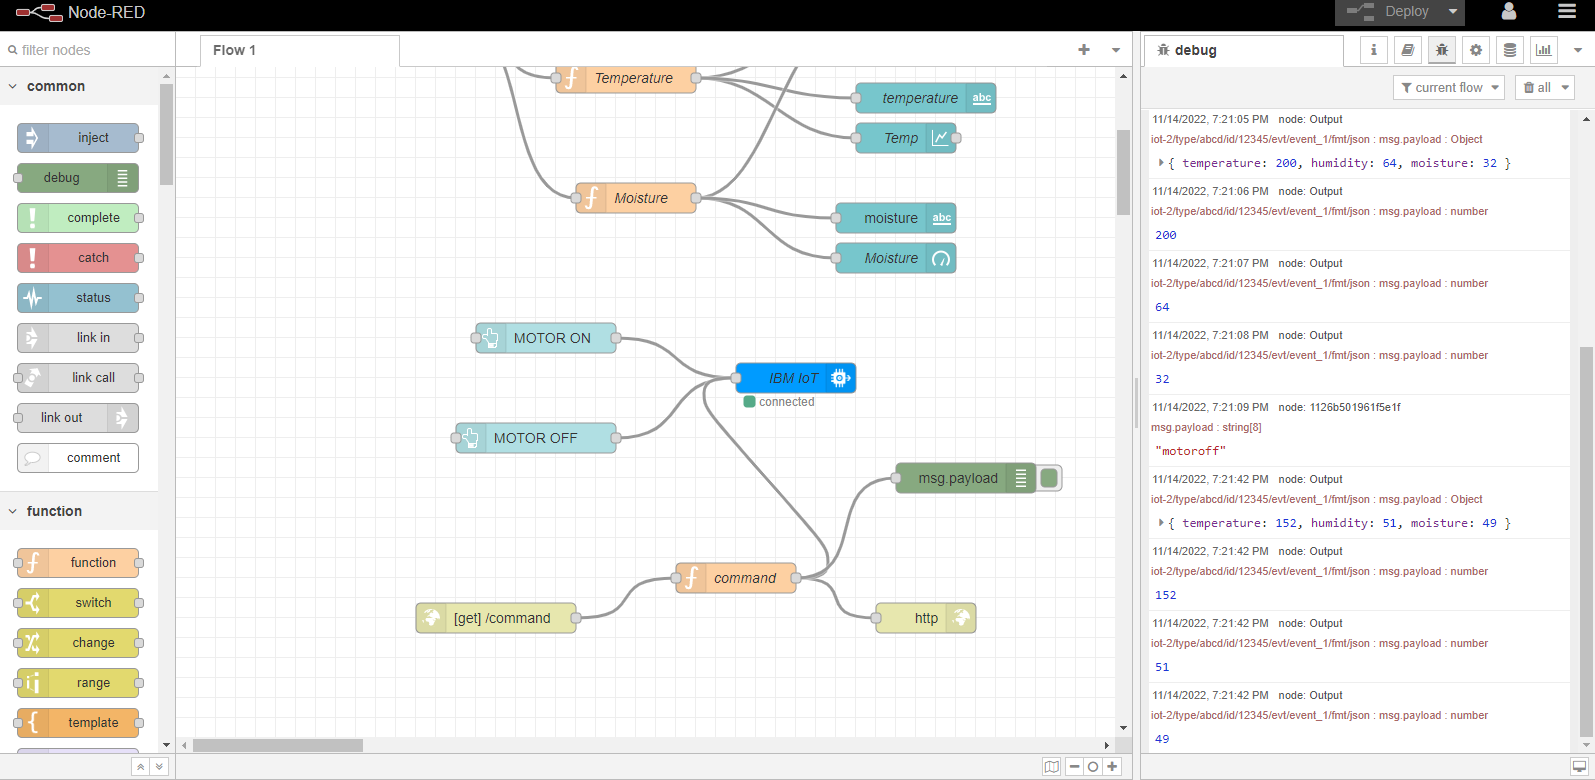 Node-RED
Deploy
filter nodes
Flow 1
debug
common
current flow
all
inject
debug
complete
catch
status
link in
link call
link out
comment
function
function
switch
change
range
template
Temperature
temperature
abc
Temp
Moisture
moisture
abc
Moisture
MOTOR ON
IBM IoT
connected
MOTOR OFF
msg.payload
command
[get] /command
http
11/14/2022, 7:21:05 PM node: Output
iot-2/type/abcd/id/12345/evt/event_1/fmt/json : msg.payload : Object
{ temperature: 200, humidity: 64, moisture: 32 }
11/14/2022, 7:21:06 PM node: Output
iot-2/type/abcd/id/12345/evt/event_1/fmt/json : msg.payload : number
200
11/14/2022, 7:21:07 PM node: Output
iot-2/type/abcd/id/12345/evt/event_1/fmt/json : msg.payload : number
64
11/14/2022, 7:21:08 PM node: Output
iot-2/type/abcd/id/12345/evt/event_1/fmt/json : msg.payload : number
32
11/14/2022, 7:21:09 PM node: 1126b501961f5e1f
msg.payload : string[8]
"motoroff"
11/14/2022, 7:21:42 PM node: Output
iot-2/type/abcd/id/12345/evt/event_1/fmt/json : msg.payload : Object
{ temperature: 152, humidity: 51, moisture: 49 }
11/14/2022, 7:21:42 PM node: Output
iot-2/type/abcd/id/12345/evt/event_1/fmt/json : msg.payload : number
152
11/14/2022, 7:21:42 PM node: Output
iot-2/type/abcd/id/12345/evt/event_1/fmt/json : msg.payload : number
51
11/14/2022, 7:21:42 PM node: Output
iot-2/type/abcd/id/12345/evt/event_1/fmt/json : msg.payload : number
49